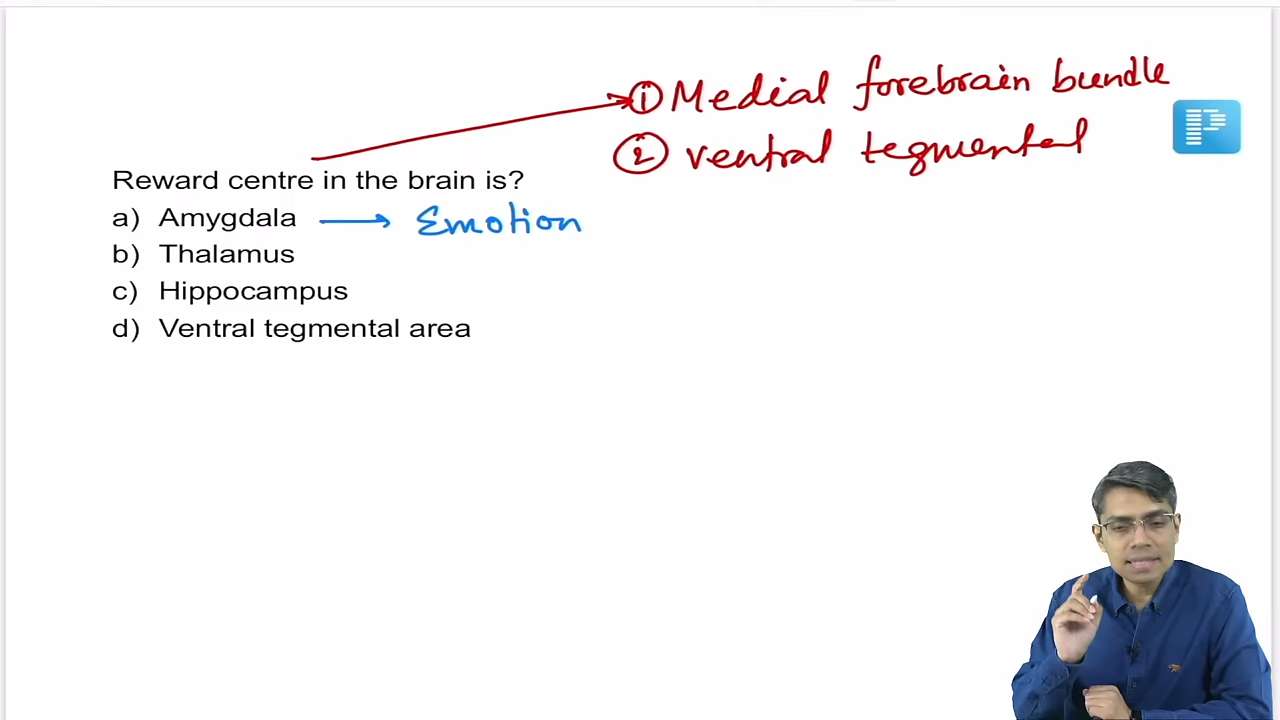 ① Medial forebrain bundle
② ventral tegmental
Reward centre in the brain is?
a) Amygdala → Emotion
b) Thalamus
c) Hippocampus
d) Ventral tegmental area